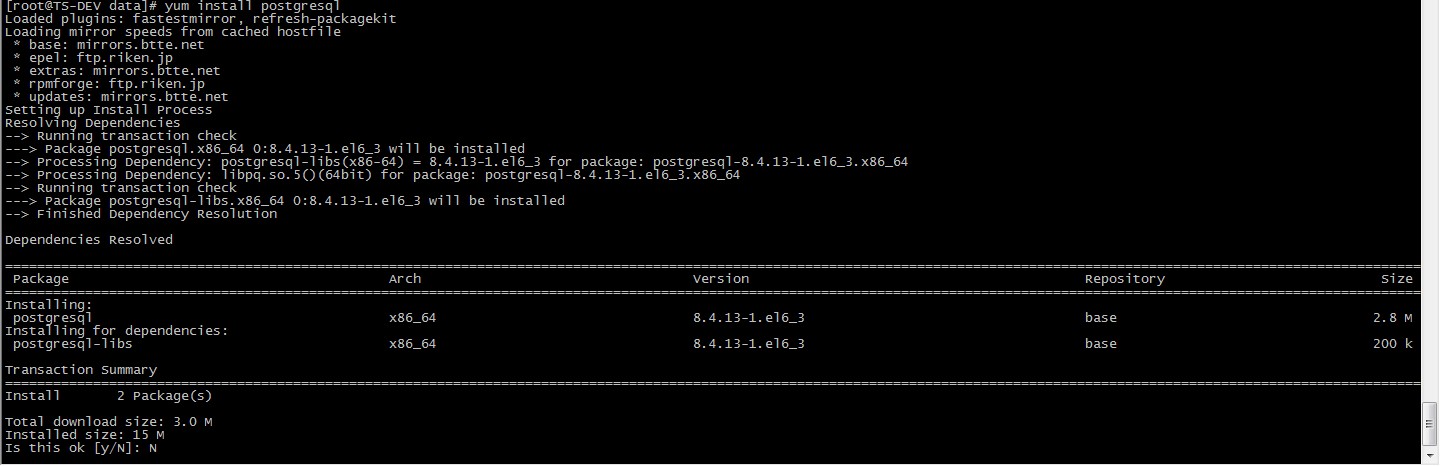 [root@TS-DEV data]# yum install postgresql
Loaded plugins: fastestmirror, refresh-packagekit
Loading mirror speeds from cached hostfile
 * base: mirrors.btte.net
 * epel: ftp.riken.jp
 * extras: mirrors.btte.net
 * rpmforge: ftp.riken.jp
 * updates: mirrors.btte.net
Setting up Install Process
Resolving Dependencies
--> Running transaction check
---> Package postgresql.x86_64 0:8.4.13-1.el6_3 will be installed
--> Processing Dependency: postgresql-libs(x86-64) = 8.4.13-1.el6_3 for package: postgresql-8.4.13-1.el6_3.x86_64
--> Processing Dependency: libpq.so.5()(64bit) for package: postgresql-8.4.13-1.el6_3.x86_64
--> Running transaction check
---> Package postgresql-libs.x86_64 0:8.4.13-1.el6_3 will be installed
--> Finished Dependency Resolution
Dependencies Resolved
Package Arch Version Repository Size
Installing:
postgresql x86_64 8.4.13-1.el6_3 base 2.8 M
Installing for dependencies:
postgresql-libs x86_64 8.4.13-1.el6_3 base 200 k
Transaction Summary
Install 2 Package(s)
Total download size: 3.0 M
Installed size: 15 M
Is this ok [y/N]: N